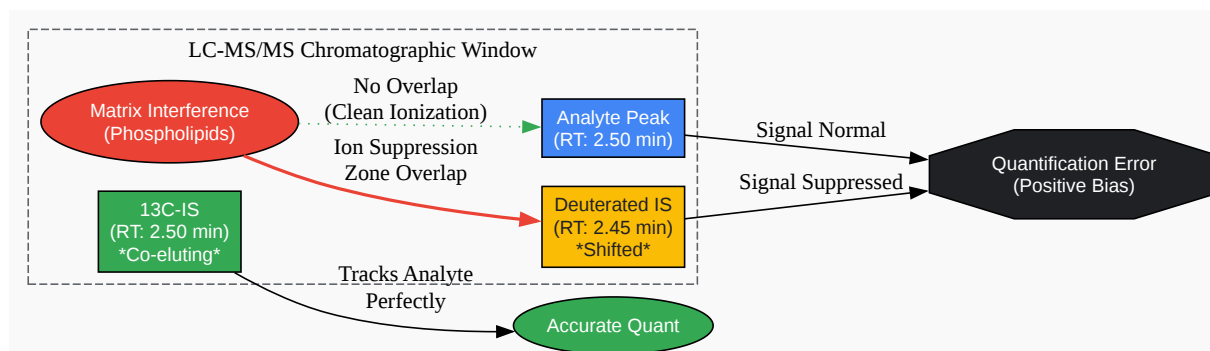 LC-MS/MS Chromatographic Window
Matrix Interference
(Phospholipids)
No Overlap
(Clean Ionization)
Analyte Peak
(RT: 2.50 min)
Ion Suppression
Zone Overlap
Signal Normal
Quantification Error
(Positive Bias)
Signal Suppressed
13C-IS
(RT: 2.50 min)
*Co-eluting*
Deuterated IS
(RT: 2.45 min)
*Shifted*
Tracks Analyte
Perfectly
Accurate Quant